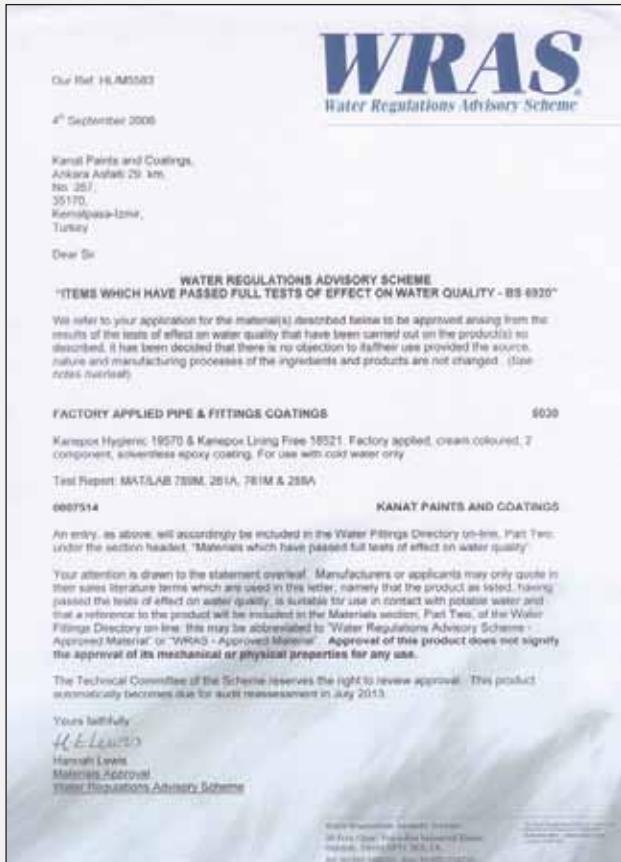 WRAS
Water Regulations Advisory Scheme
Our Ref: HL/M5583
4th September 2008
Kanat Paints and Coatings,
Ankara Asfalti 29. km.
No. 267,
35170,
Kemalpasa-Izmir,
Turkey
Dear Sir
WATER REGULATIONS ADVISORY SCHEME
"ITEMS WHICH HAVE PASSED FULL TESTS OF EFFECT ON WATER QUALITY - BS 6920"
We refer to your application for the material(s) described below to be approved arising from the
results of the tests of effect on water quality that have been carried out on the product(s) so
described, it has been decided that there is no objection to its/their use provided the source,
nature and manufacturing processes of the ingredients and products are not changed. (See
notes overleaf)
FACTORY APPLIED PIPE & FITTINGS COATINGS 5030
Kanepox Hygienic 19570 & Kanepox Lining Free 18521. Factory applied, cream coloured, 2
component, solventless epoxy coating. For use with cold water only.
Test Report: MAT/LAB 789M, 281A, 781M & 288A
0807514 KANAT PAINTS AND COATINGS
An entry, as above, will accordingly be included in the Water Fittings Directory on-line, Part Two,
under the section headed, "Materials which have passed full tests of effect on water quality".
Your attention is drawn to the statement overleaf. Manufacturers or applicants may only quote in
their sales literature terms which are used in this letter, namely that the product as listed, having
passed the tests of effect on water quality, is suitable for use in contact with potable water and
that a reference to the product will be included in the Materials section, Part Two, of the Water
Fittings Directory on-line: this may be abbreviated to "Water Regulations Advisory Scheme -
Approved Material" or "WRAS - Approved Material". Approval of this product does not signify
the approval of its mechanical or physical properties for any use.
The Technical Committee of the Scheme reserves the right to review approval. This product
automatically becomes due for audit reassessment in July 2013.
Yours faithfully
H E Lewis
Hannah Lewis
Materials Approval
Water Regulations Advisory Scheme
Water Regulations Advisory Scheme